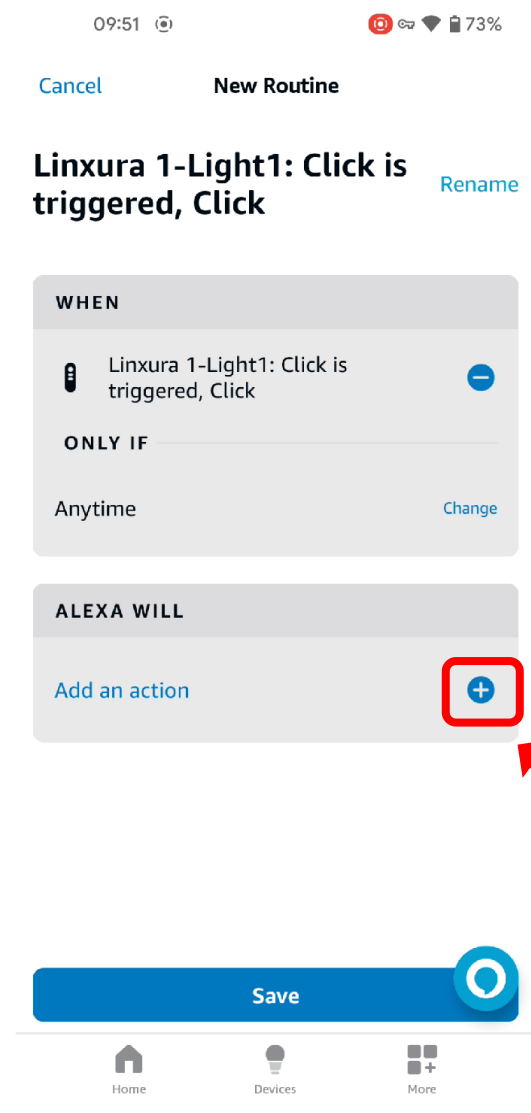 09:51 73%
Cancel New Routine
Linxura 1-Light1: Click is
triggered, Click
Rename
WHEN
Linxura 1-Light1: Click is
triggered, Click
ONLY IF
Anytime Change
ALEXA WILL
Add an action
Save
Home Devices More